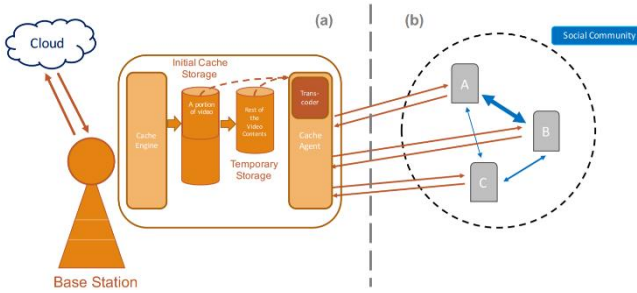 (a)
(b)
Cloud
Social Community
Initial Cache
Storage
A portion
of video
Rest of
the
Video
Contents
Trans-
coder
Cache
Engine
Cache
Agent
Temporary
Storage
A
B
C
Base Station